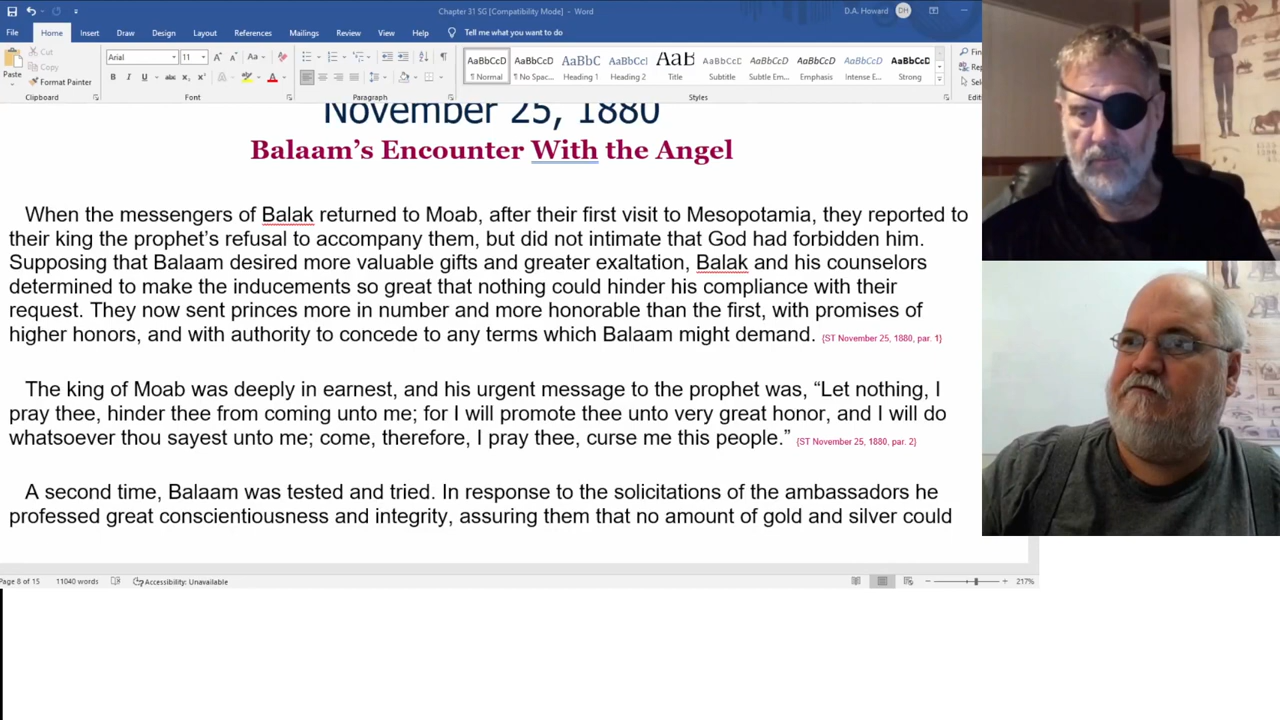 Chapter 31 SG [Compatibility Mode] - Word
D.A. Howard
DH
File Home Insert Draw Design Layout References Mailings Review View Help Tell me what you want to do
Paste
Cut
Copy
Format Painter
Clipboard
Arial 11 Aa
B I U abc x₂ x² A
Font
Paragraph
AaBbCcD AaBbCcD AaBbC AaBbCcl AaB AaBbCcD AaBbCcD AaBbCcD AaBbCcD AaBbCcD
¶ Normal ¶ No Spac... Heading 1 Heading 2 Title Subtitle Subtle Em... Emphasis Intense E... Strong
Styles
November 25, 1880
Balaam’s Encounter With the Angel
When the messengers of Balak returned to Moab, after their first visit to Mesopotamia, they reported to
their king the prophet’s refusal to accompany them, but did not intimate that God had forbidden him.
Supposing that Balaam desired more valuable gifts and greater exaltation, Balak and his counselors
determined to make the inducements so great that nothing could hinder his compliance with their
request. They now sent princes more in number and more honorable than the first, with promises of
higher honors, and with authority to concede to any terms which Balaam might demand. {ST November 25, 1880, par. 1}
The king of Moab was deeply in earnest, and his urgent message to the prophet was, “Let nothing, I
pray thee, hinder thee from coming unto me; for I will promote thee unto very great honor, and I will do
whatsoever thou sayest unto me; come, therefore, I pray thee, curse me this people.” {ST November 25, 1880, par. 2}
A second time, Balaam was tested and tried. In response to the solicitations of the ambassadors he
professed great conscientiousness and integrity, assuring them that no amount of gold and silver could
Page 8 of 15 11040 words Accessibility: Unavailable 217%